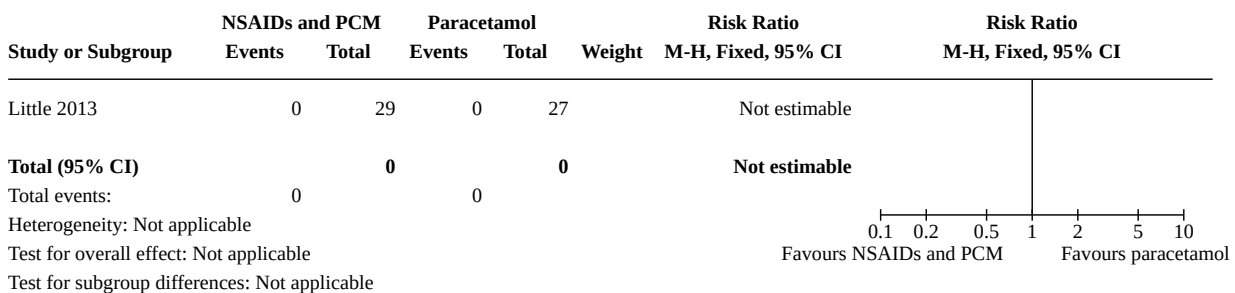 NSAIDs and PCM Paracetamol Risk Ratio Risk Ratio
Study or Subgroup Events Total Events Total Weight M-H, Fixed, 95% CI M-H, Fixed, 95% CI
Little 2013 0 29 0 27 Not estimable
Total (95% CI) 0 0 Not estimable
Total events: 0 0
Heterogeneity: Not applicable
0.1 0.2 0.5 1 2 5 10
Test for overall effect: Not applicable Favours NSAIDs and PCM Favours paracetamol
Test for subgroup differences: Not applicable